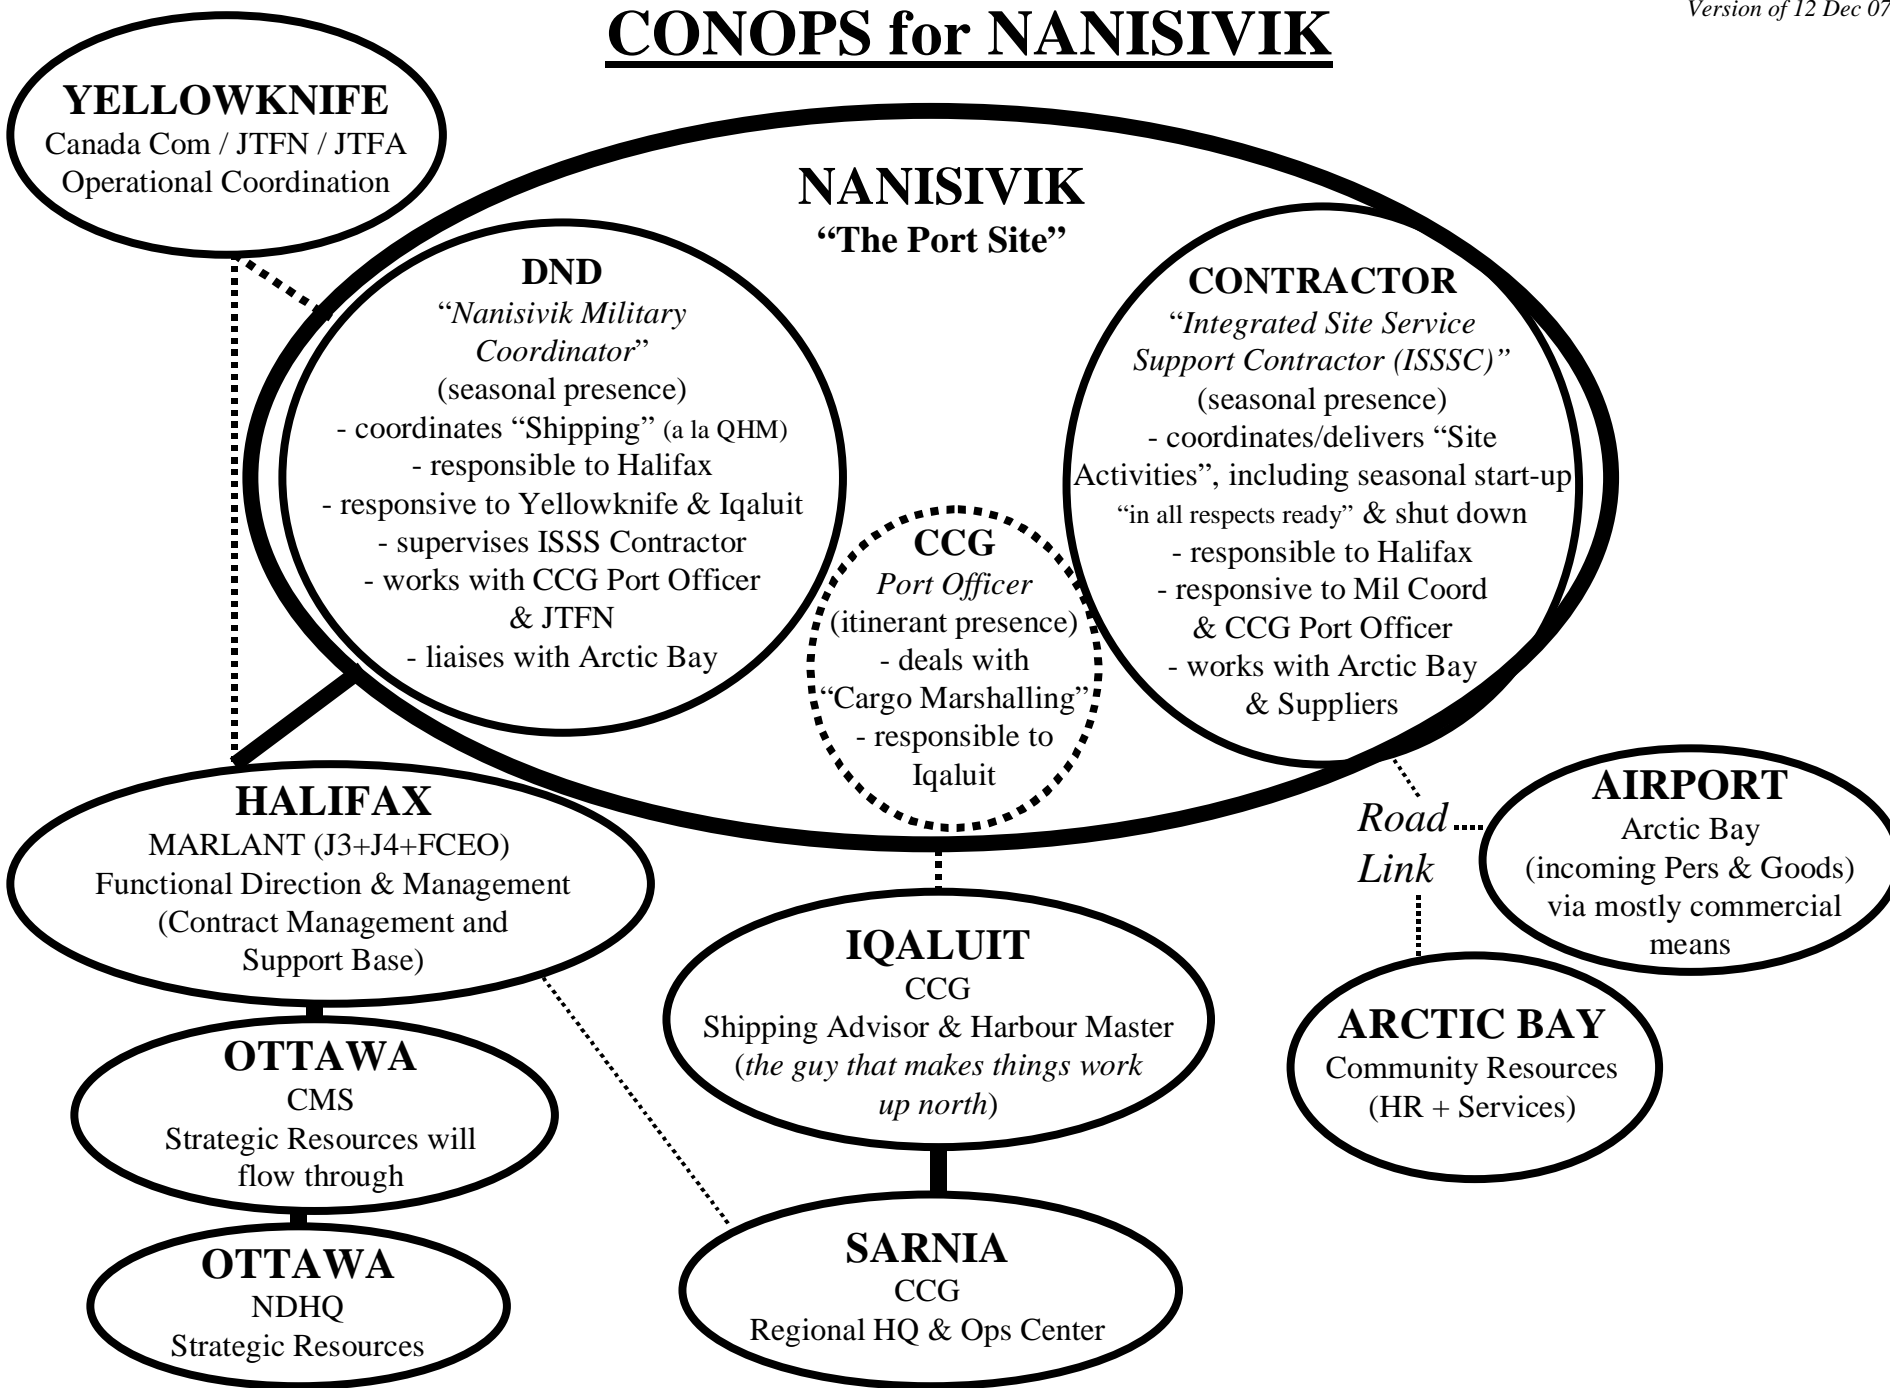 Version of 12 Dec 07
CONOPS for NANISIVIK
YELLOWKNIFE
Canada Com / JTFN / JTFA
Operational Coordination
NANISIVIK
“The Port Site”
DND
“Nanisivik Military
Coordinator”
(seasonal presence)
- coordinates “Shipping” (a la QHM)
- responsible to Halifax
- responsive to Yellowknife & Iqaluit
- supervises ISSS Contractor
- works with CCG Port Officer
& JTFN
- liaises with Arctic Bay
CCG
Port Officer
(itinerant presence)
- deals with
“Cargo Marshalling”
- responsible to
Iqaluit
CONTRACTOR
“Integrated Site Service
Support Contractor (ISSSC)”
(seasonal presence)
- coordinates/delivers “Site
Activities”, including seasonal start-up
“in all respects ready” & shut down
- responsible to Halifax
- responsive to Mil Coord
& CCG Port Officer
- works with Arctic Bay
& Suppliers
HALIFAX
MARLANT (J3+J4+FCEO)
Functional Direction & Management
(Contract Management and
Support Base)
Road
Link
AIRPORT
Arctic Bay
(incoming Pers & Goods)
via mostly commercial
means
IQALUIT
CCG
Shipping Advisor & Harbour Master
(the guy that makes things work
up north)
ARCTIC BAY
Community Resources
(HR + Services)
OTTAWA
CMS
Strategic Resources will
flow through
OTTAWA
NDHQ
Strategic Resources
SARNIA
CCG
Regional HQ & Ops Center